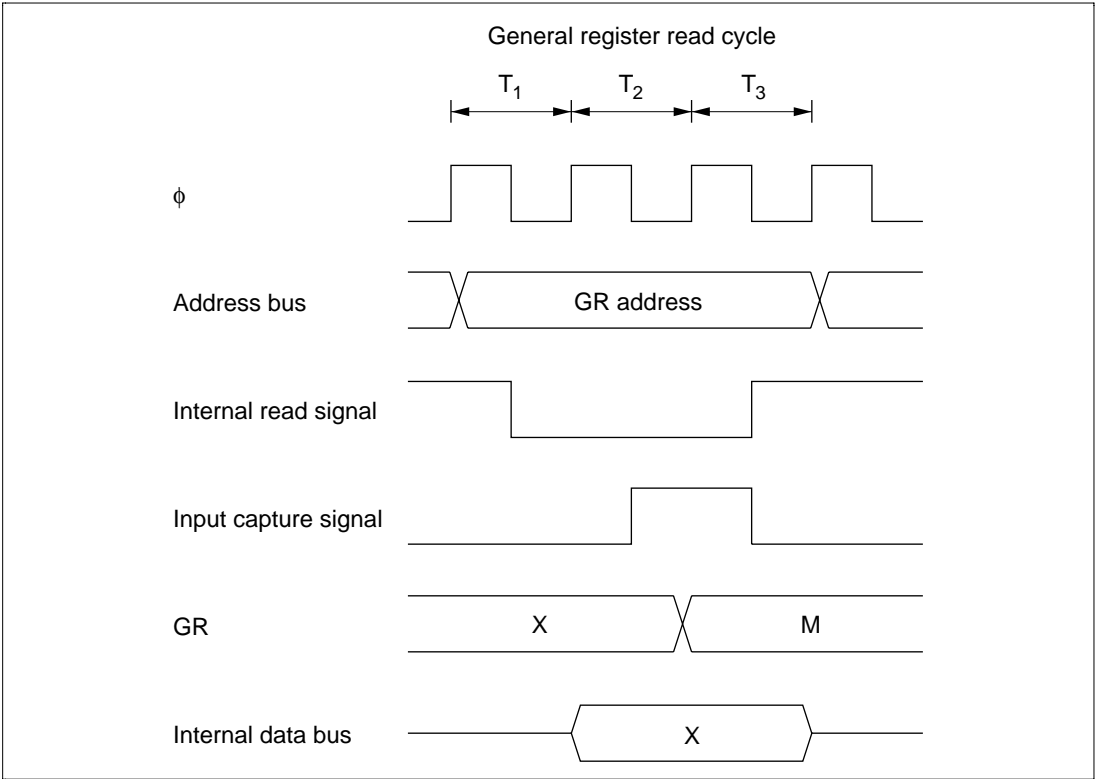 General register read cycle
T1 T2 T3
φ
Address bus GR address
Internal read signal
Input capture signal
GR X M
Internal data bus X